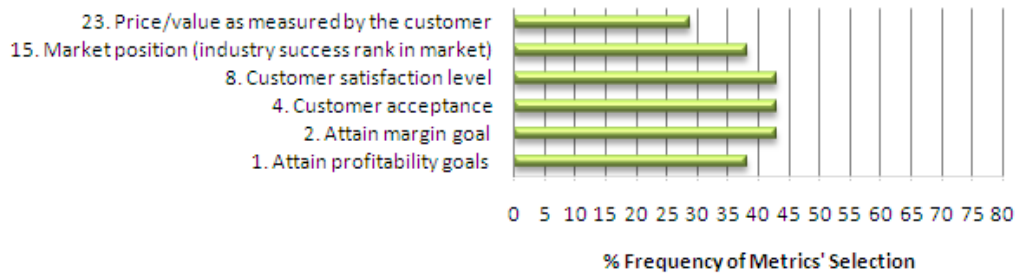 23. Price/value as measured by the customer
15. Market position (industry success rank in market)
8. Customer satisfaction level
4. Customer acceptance
2. Attain margin goal
1. Attain profitability goals
0 5 10 15 20 25 30 35 40 45 50 55 60 65 70 75 80
% Frequency of Metrics' Selection